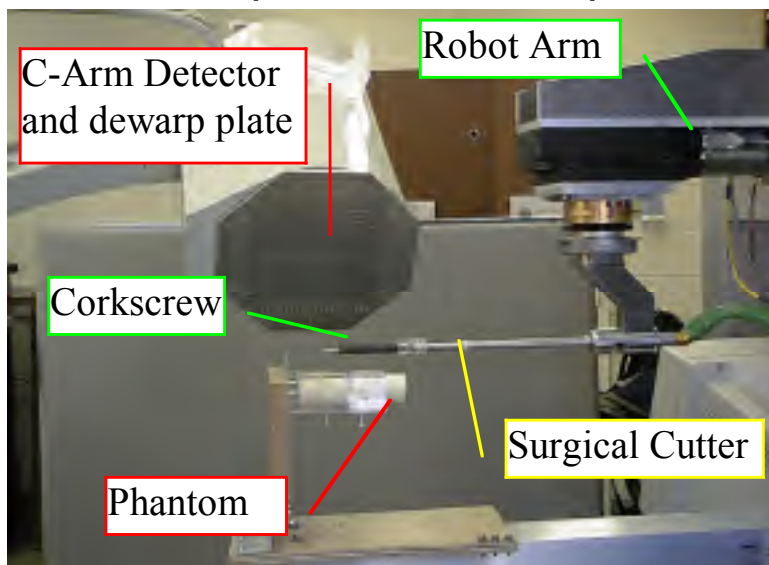 Robot Arm
C-Arm Detector
and dewarp plate
Corkscrew
Surgical Cutter
Phantom